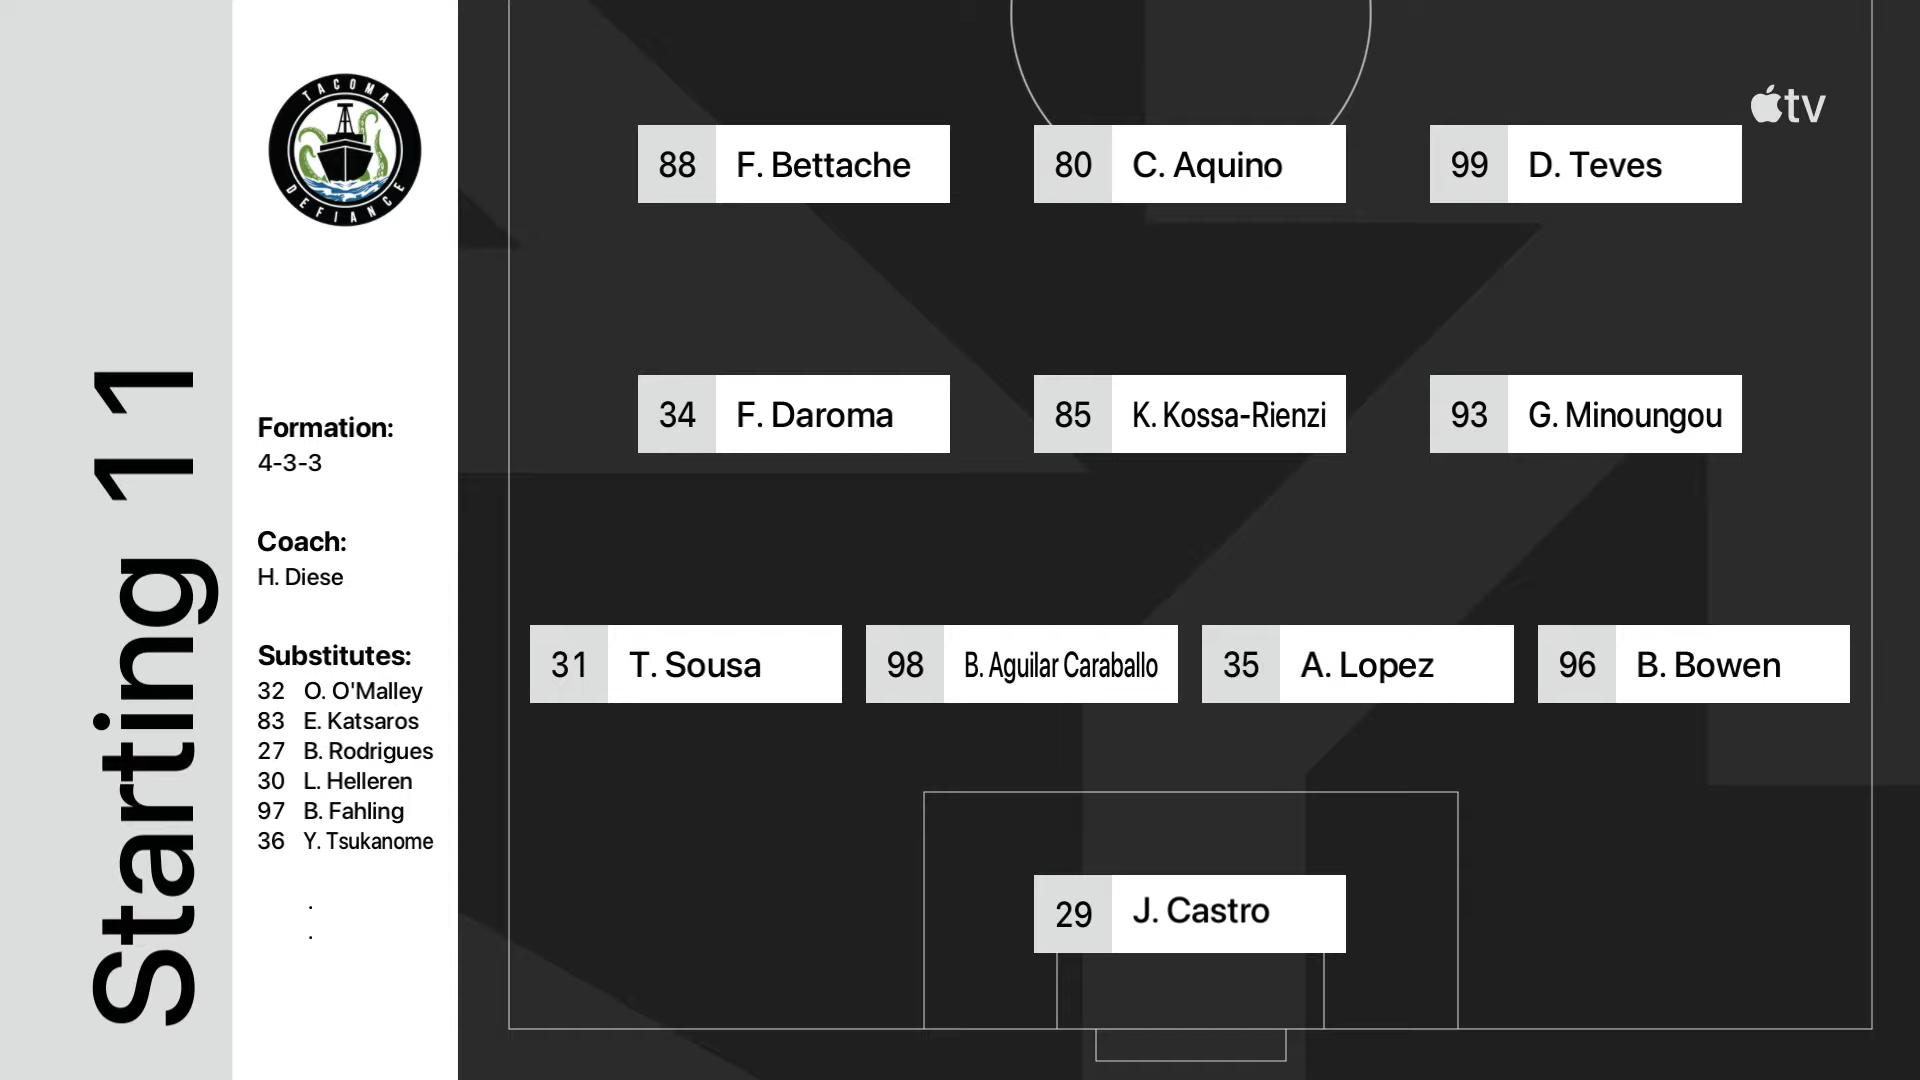 Starting 11
TACOMA
DEFIANCE
Formation:
4-3-3
Coach:
H. Diese
Substitutes:
32 O. O'Malley
83 E. Katsaros
27 B. Rodrigues
30 L. Helleren
97 B. Fahling
36 Y. Tsukanome
.
.
tv
88 F. Bettache
80 C. Aquino
99 D. Teves
34 F. Daroma
85 K. Kossa-Rienzi
93 G. Minoungou
31 T. Sousa
98 B. Aguilar Caraballo
35 A. Lopez
96 B. Bowen
29 J. Castro